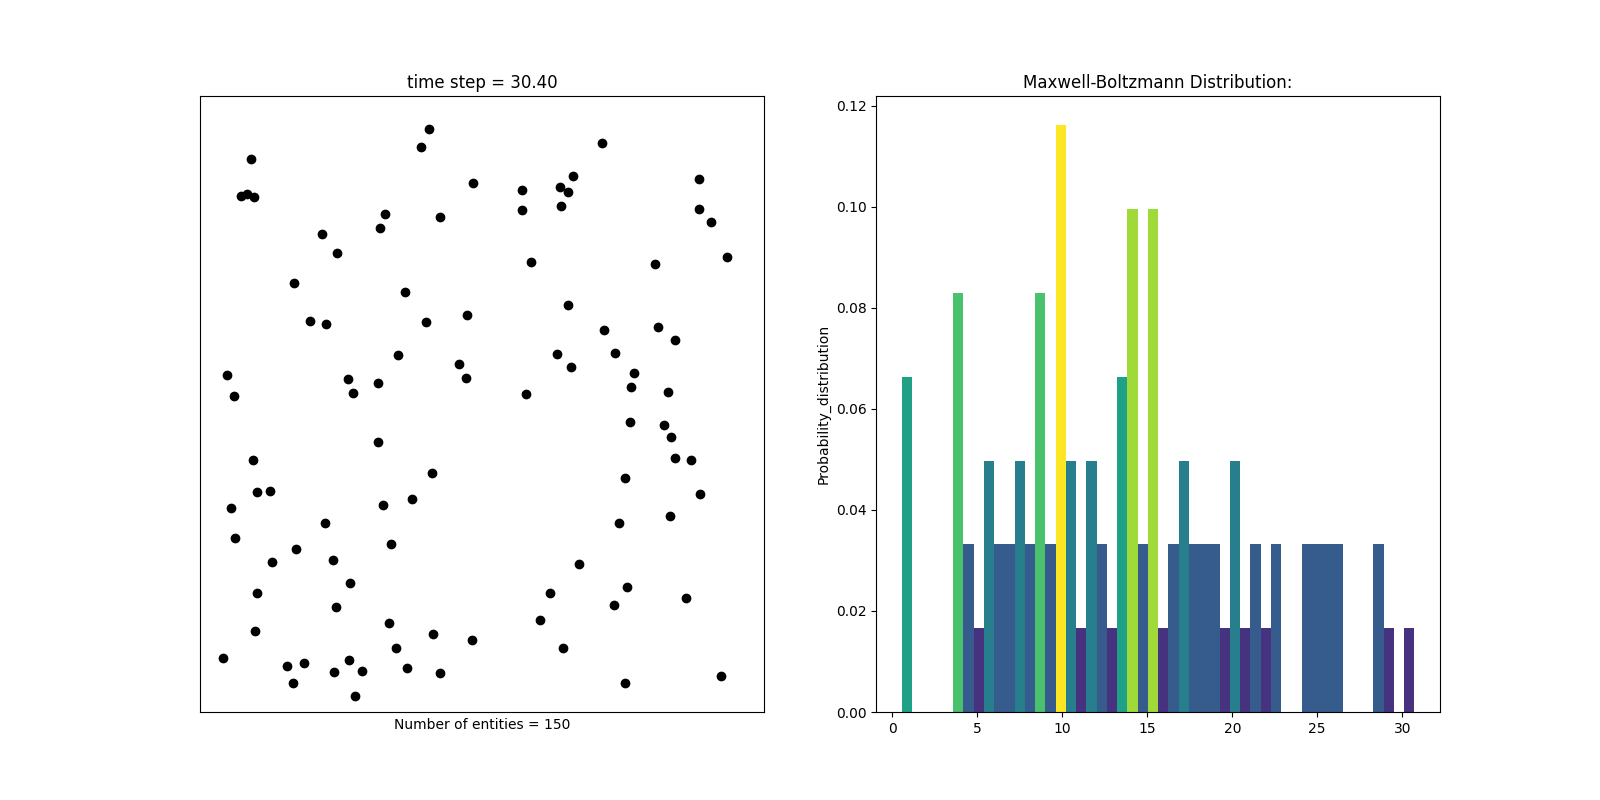 time step = 30.40
Number of entities = 150
Maxwell-Boltzmann Distribution:
Probability_distribution
0.12
0.10
0.08
0.06
0.04
0.02
0.00
0 5 10 15 20 25 30